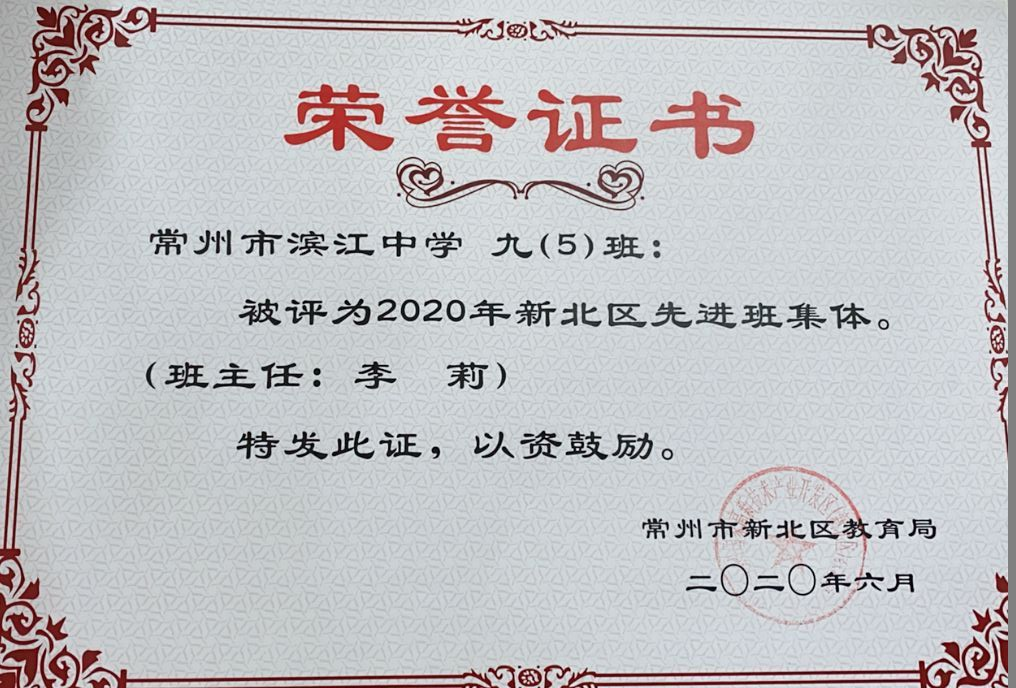 荣誉证书
常州市滨江中学 九(5)班：
被评为2020年新北区先进班集体。
(班主任：李 莉)
特发此证，以资鼓励。
常州市新北区教育局
二〇二〇年六月